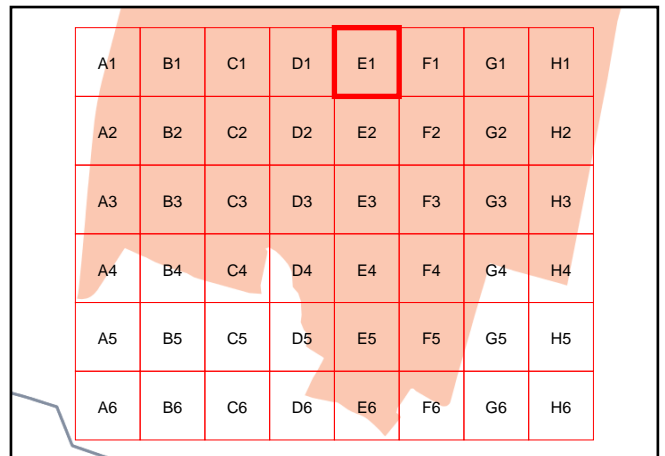 A1 B1 C1 D1 E1 F1 G1 H1
A2 B2 C2 D2 E2 F2 G2 H2
A3 B3 C3 D3 E3 F3 G3 H3
A4 B4 C4 D4 E4 F4 G4 H4
A5 B5 C5 D5 E5 F5 G5 H5
A6 B6 C6 D6 E6 F6 G6 H6